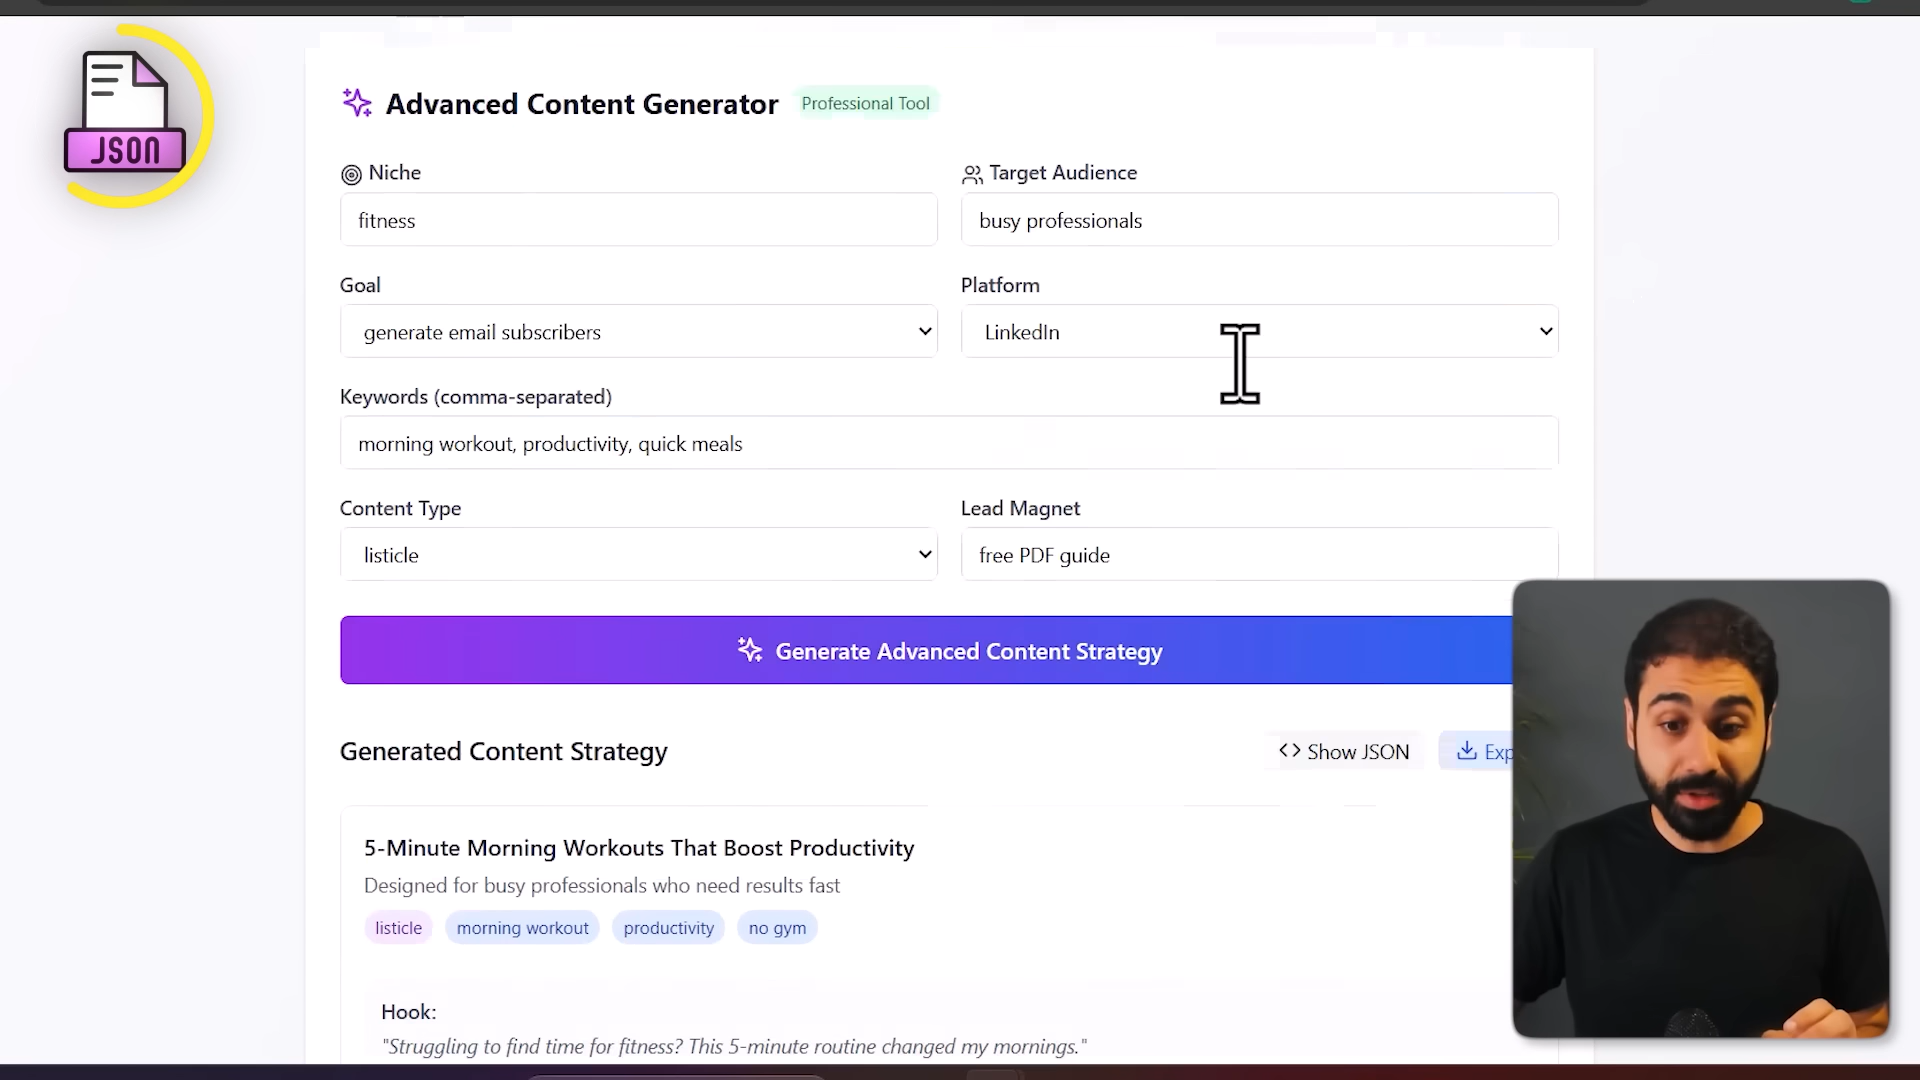 JSON
Advanced Content Generator
Professional Tool
Niche
Target Audience
fitness
busy professionals
Goal
Platform
generate email subscribers
LinkedIn
Keywords (comma-separated)
morning workout, productivity, quick meals
Content Type
Lead Magnet
listicle
free PDF guide
Generate Advanced Content Strategy
Generated Content Strategy
<> Show JSON
Exp
5-Minute Morning Workouts That Boost Productivity
Designed for busy professionals who need results fast
listicle
morning workout
productivity
no gym
Hook:
"Struggling to find time for fitness? This 5-minute routine changed my mornings."